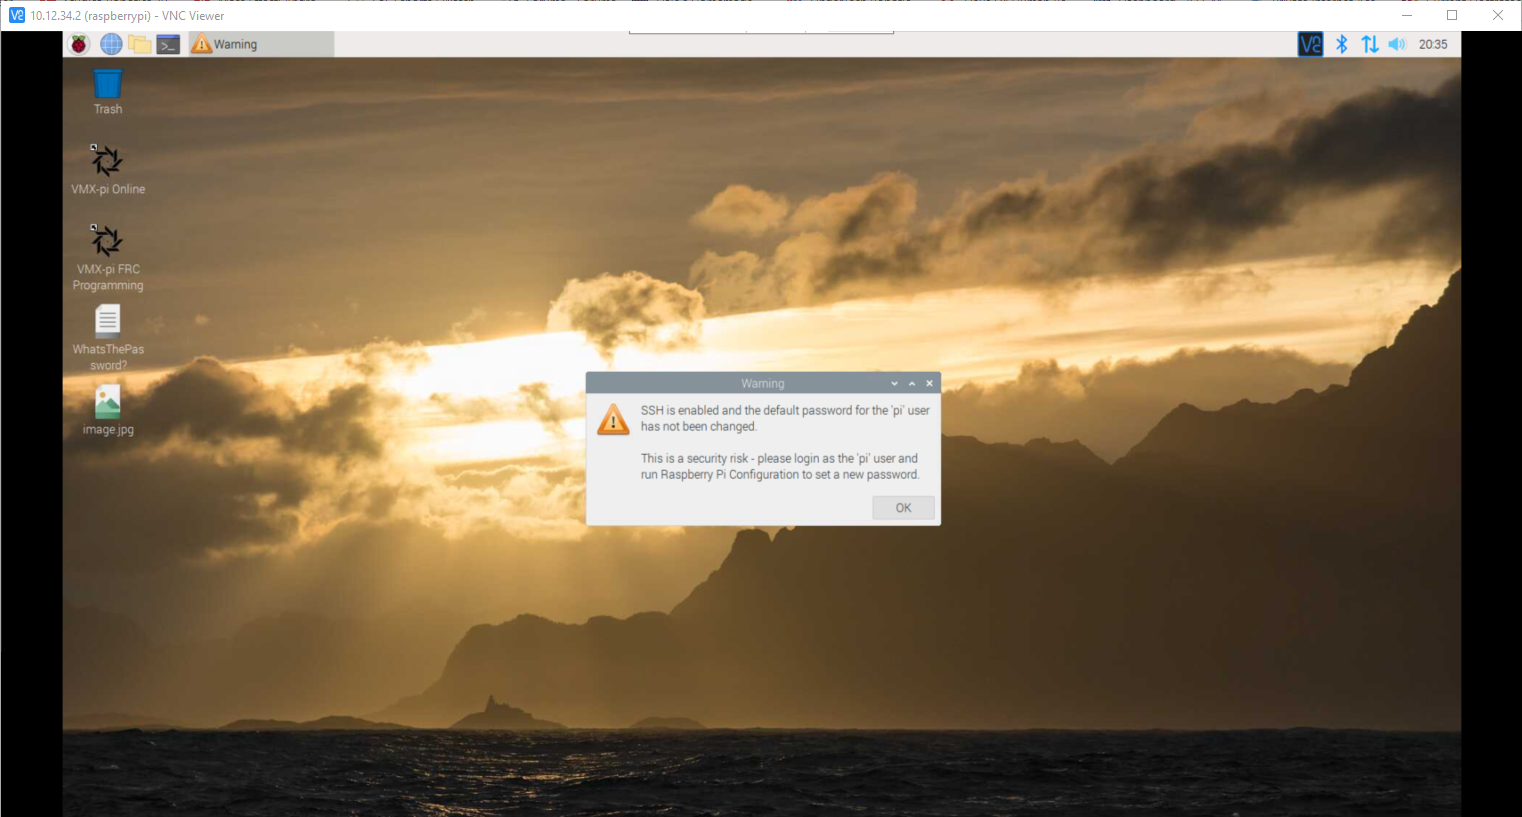 10.12.34.2 (raspberrypi) - VNC Viewer
Warning
20:35
Trash
VMX-pi Online
VMX-pi FRC
Programming
WhatsThePas
sword?
image.jpg
Warning
SSH is enabled and the default password for the 'pi' user
has not been changed.
This is a security risk - please login as the 'pi' user and
run Raspberry Pi Configuration to set a new password.
OK